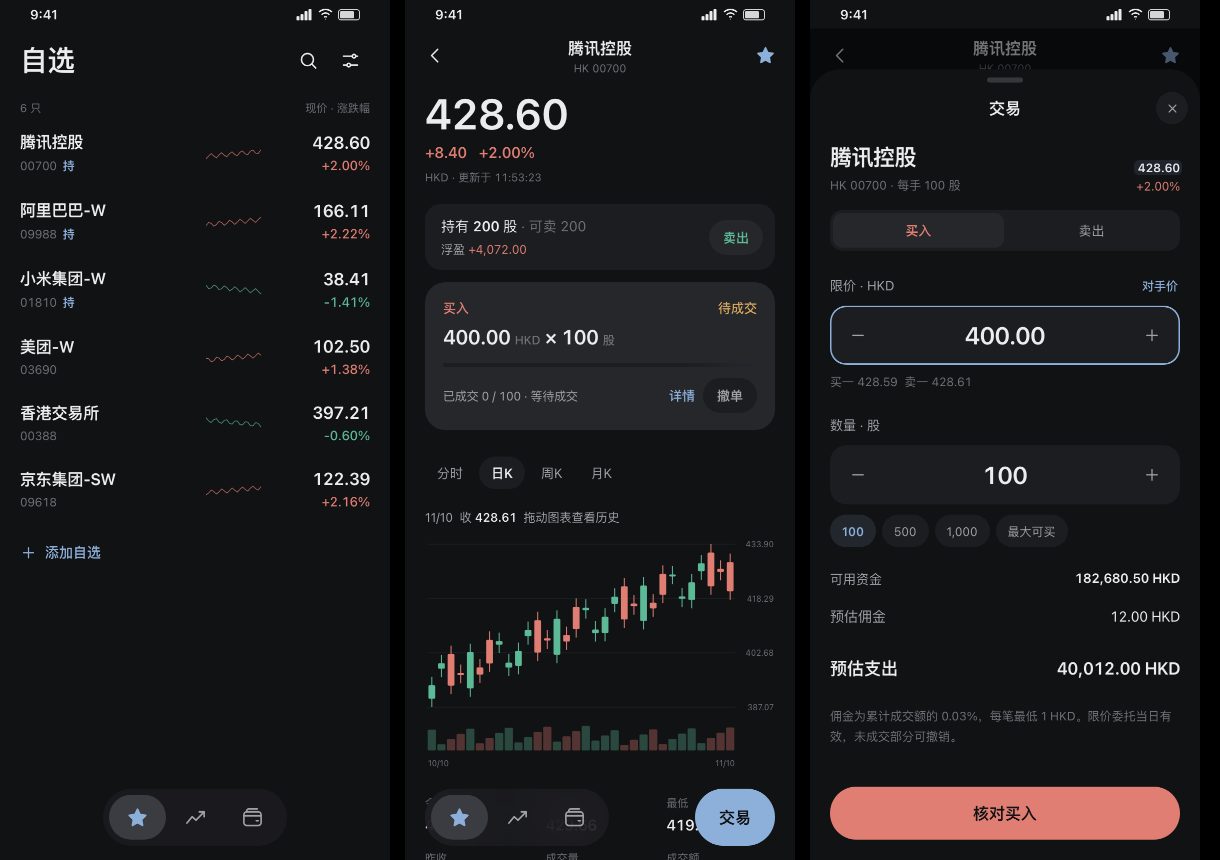 9:41
自选
6 只 现价 · 涨跌幅
腾讯控股 428.60
00700 持 +2.00%
阿里巴巴-W 166.11
09988 持 +2.22%
小米集团-W 38.41
01810 持 -1.41%
美团-W 102.50
03690 +1.38%
香港交易所 397.21
00388 -0.60%
京东集团-SW 122.39
09618 +2.16%
+ 添加自选
9:41
腾讯控股
HK 00700
428.60
+8.40 +2.00%
HKD · 更新于 11:53:23
持有 200 股 · 可卖 200
浮盈 +4,072.00
卖出
买入 待成交
400.00 HKD × 100 股
已成交 0 / 100 · 等待成交 详情 撤单
分时 日K 周K 月K
11/10 收 428.61 拖动图表查看历史
433.90
418.29
402.68
387.07
10/10 11/10
最低
419.
交易
昨收 成交量 成交额
9:41
腾讯控股
HK 00700
交易
腾讯控股 428.60
HK 00700 · 每手 100 股 +2.00%
买入 卖出
限价 · HKD 对手价
− 400.00 +
买一 428.59 卖一 428.61
数量 · 股
− 100 +
100 500 1,000 最大可买
可用资金 182,680.50 HKD
预估佣金 12.00 HKD
预估支出 40,012.00 HKD
佣金为累计成交额的 0.03%，每笔最低 1 HKD。限价委托当日有
效，未成交部分可撤销。
核对买入